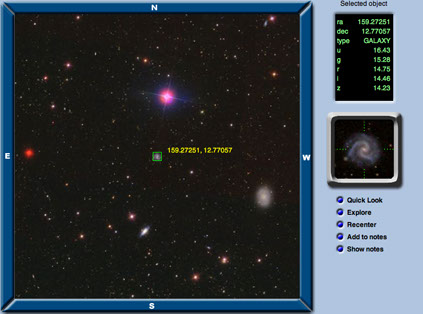 Selected object
N
ra 159.27251
dec 12.77057
type GALAXY
u 16.43
g 15.28
r 14.75
i 14.46
z 14.23
159.27251, 12.77057
E
W
Quick Look
Explore
Recenter
Add to notes
Show notes
S